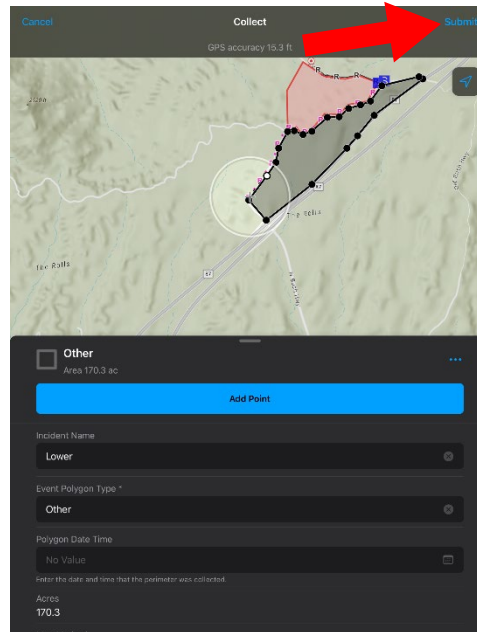 Cancel Collect Submit
GPS accuracy 15.3 ft
R R R
67
67
Other
Area 170.3 ac
Add Point
Incident Name
Lower
Event Polygon Type *
Other
Polygon Date Time
No Value
Enter the date and time that the perimeter was collected.
Acres
170.3